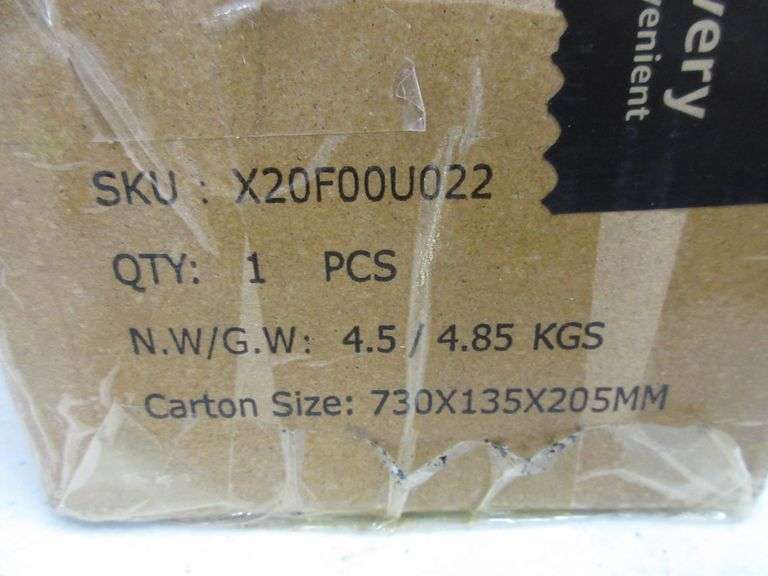 very
venient
SKU : X20F00U022
QTY: 1 PCS
N.W/G.W: 4.5 / 4.85 KGS
Carton Size: 730X135X205MM